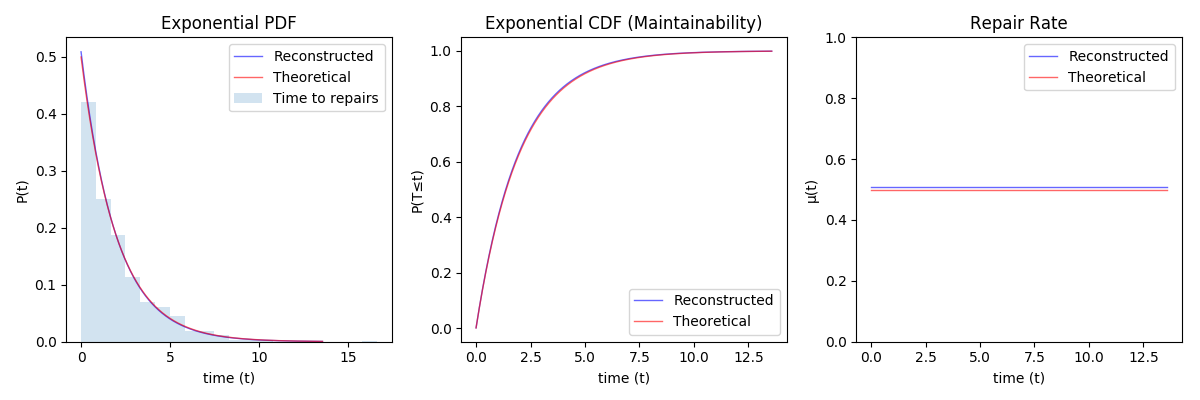 Exponential PDF
Reconstructed
Theoretical
Time to repairs
0.5
0.4
0.3
0.2
0.1
0.0
P(t)
0
5
10
15
time (t)
Exponential CDF (Maintainability)
1.0
0.8
0.6
0.4
0.2
0.0
P(T≤t)
Reconstructed
Theoretical
0.0
2.5
5.0
7.5
10.0
12.5
time (t)
Repair Rate
Reconstructed
Theoretical
1.0
0.8
0.6
0.4
0.2
0.0
μ(t)
0.0
2.5
5.0
7.5
10.0
12.5
time (t)